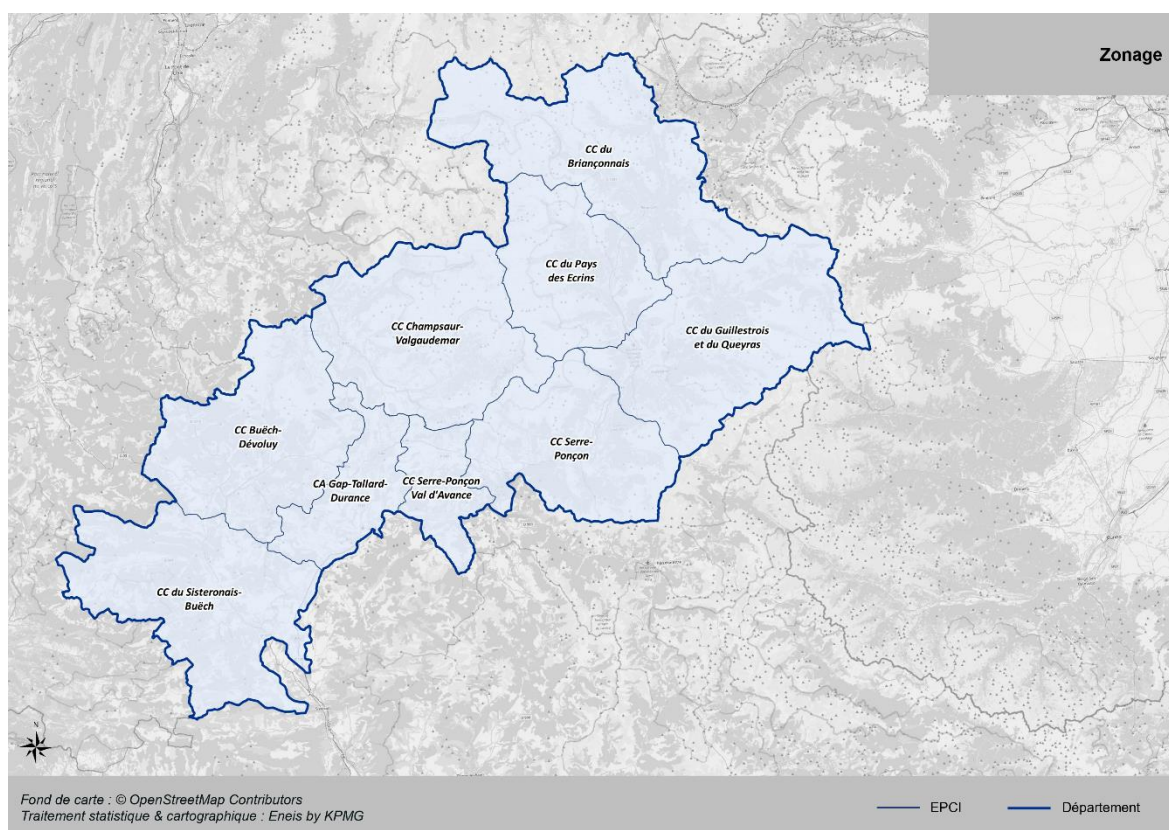 Zonage
CC du
Briançonnais
CC du Pays
des Ecrins
CC Champsaur-
Valgaudemar
CC du Guillestrois
et du Queyras
CC Buëch-
Dévoluy
CC Serre-
Ponçon
CA Gap-Tallard-
Durance
CC Serre-Ponçon
Val d'Avance
CC du Sisteronais-
Buëch
N
Fond de carte : © OpenStreetMap Contributors
Traitement statistique & cartographique : Eneis by KPMG
EPCI
Département